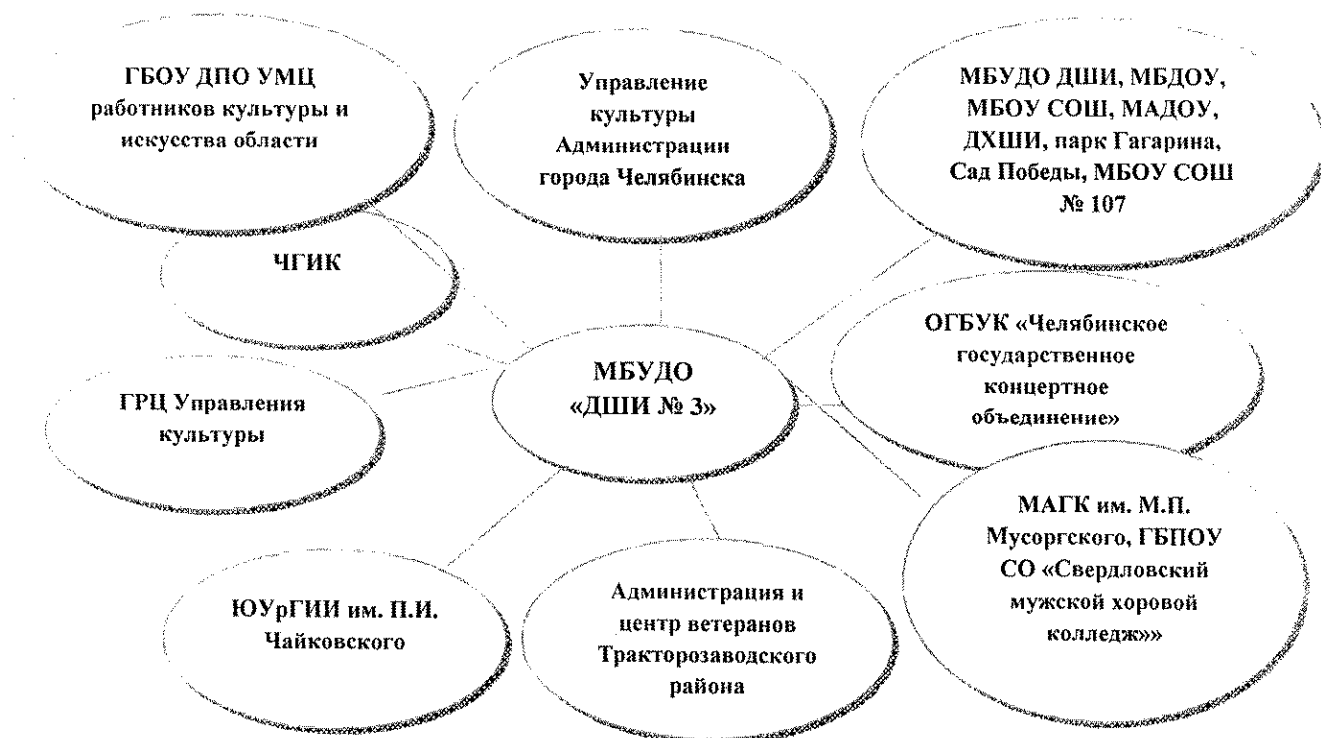 ГБОУ ДПО УМЦ
работников культуры и
искусства области
Управление
культуры
Администрации
города Челябинска
МБУДО ДШИ, МБДОУ,
МБОУ СОШ, МАДОУ,
ДХШИ, парк Гагарина,
Сад Победы, МБОУ СОШ
№ 107
ЧГИК
ОГБУК «Челябинское
государственное
концертное
объединение»
МБУДО
«ДШИ № 3»
ГРЦ Управления
культуры
МАГК им. М.П.
Мусоргского, ГБПОУ
СО «Свердловский
мужской хоровой
колледж»»
ЮУрГИИ им. П.И.
Чайковского
Администрация и
центр ветеранов
Тракторозаводского
района